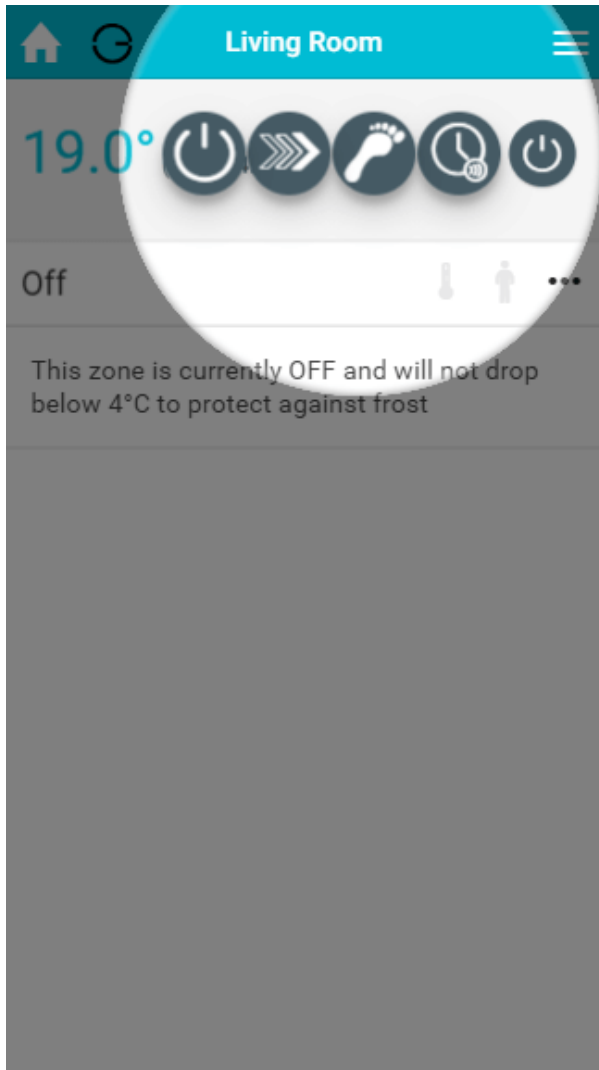 Living Room
19.0°
Off
This zone is currently OFF and will not drop
below 4°C to protect against frost